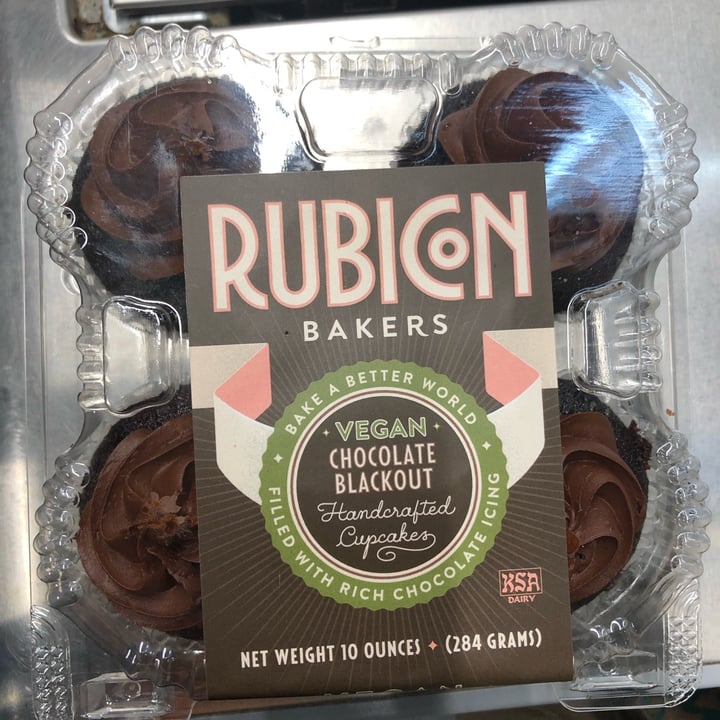 RUBICON
BAKERS
BAKE A BETTER WORLD
VEGAN
CHOCOLATE
BLACKOUT
Handcrafted
Cupcakes
FILLED WITH RICH CHOCOLATE ICING
KSA
DAIRY
NET WEIGHT 10 OUNCES (284 GRAMS)
VEGAN